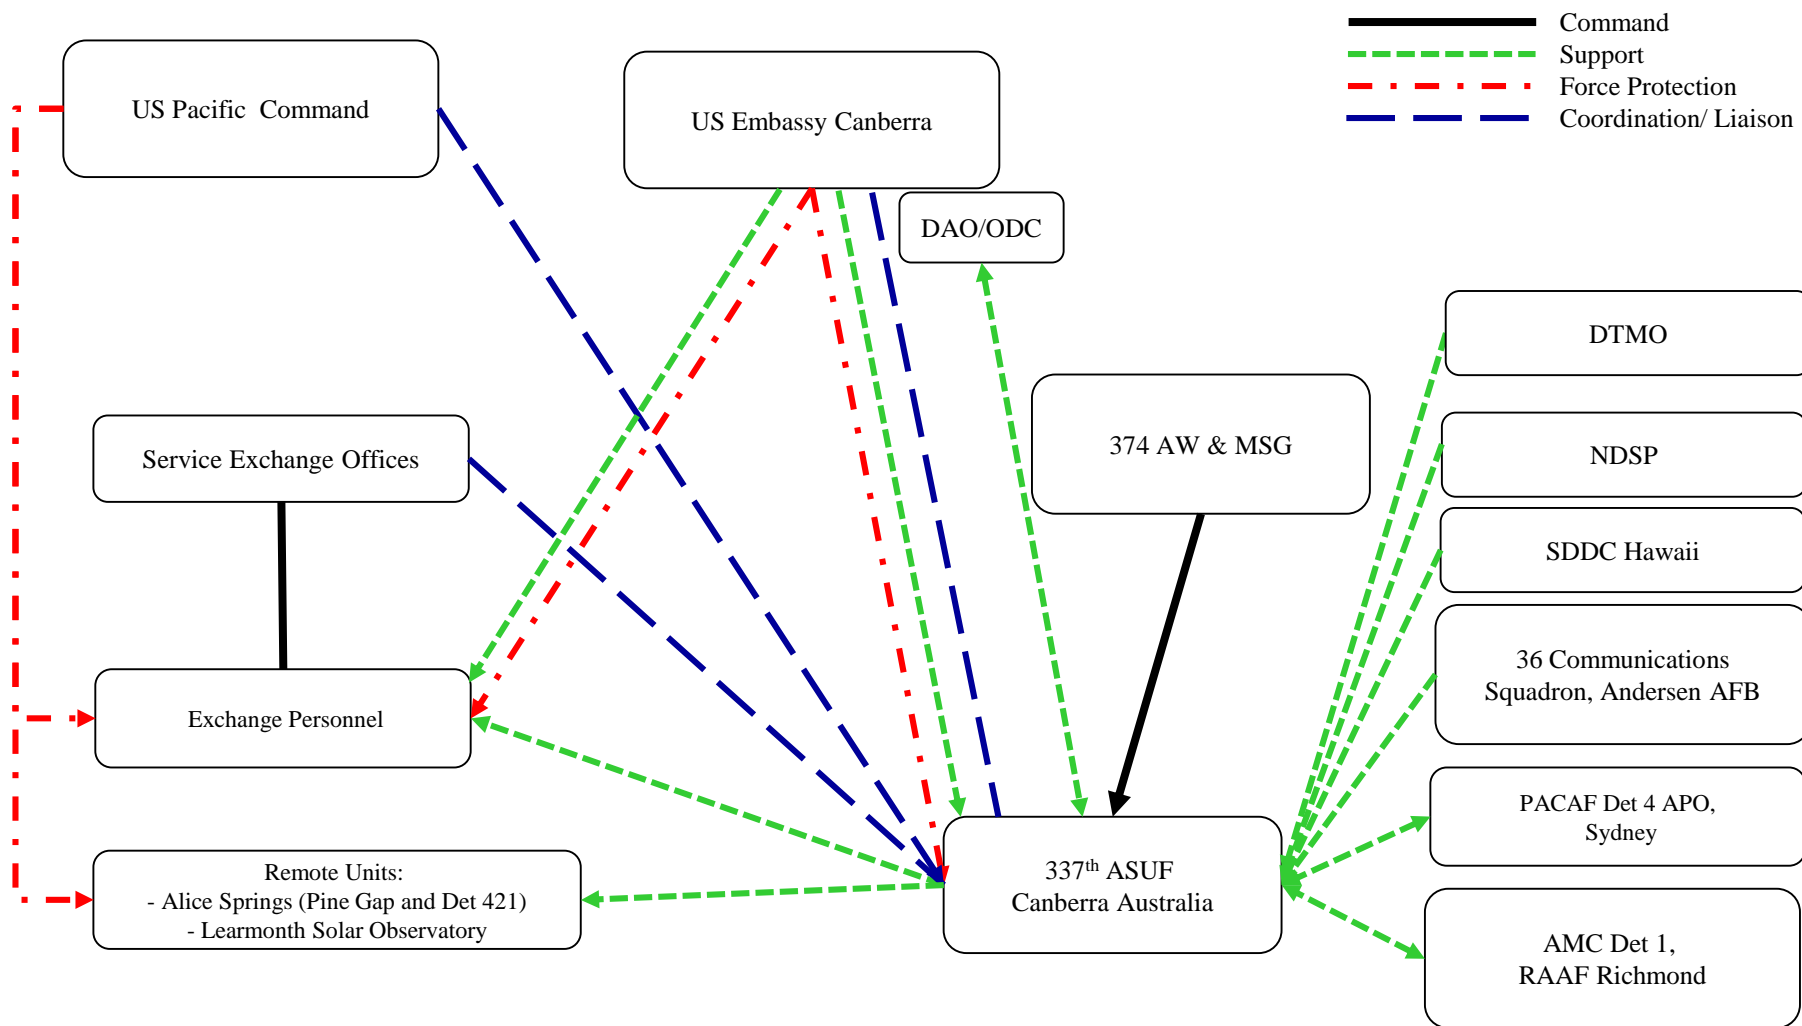 Command
Support
Force Protection
Coordination/ Liaison
US Pacific  Command
US Embassy Canberra
DAO/ODC
DTMO
374 AW & MSG
NDSP
Service Exchange Offices
SDDC Hawaii
36 Communications
Squadron, Andersen AFB
Exchange Personnel
PACAF Det 4 APO,
Sydney
Remote Units:
- Alice Springs (Pine Gap and Det 421)
- Learmonth Solar Observatory
337th ASUF
Canberra Australia
AMC Det 1,
RAAF Richmond